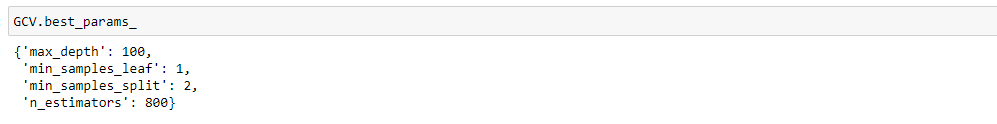 GCV.best_params_
{'max_depth': 100,
'min_samples_leaf': 1,
'min_samples_split': 2,
'n_estimators': 800}